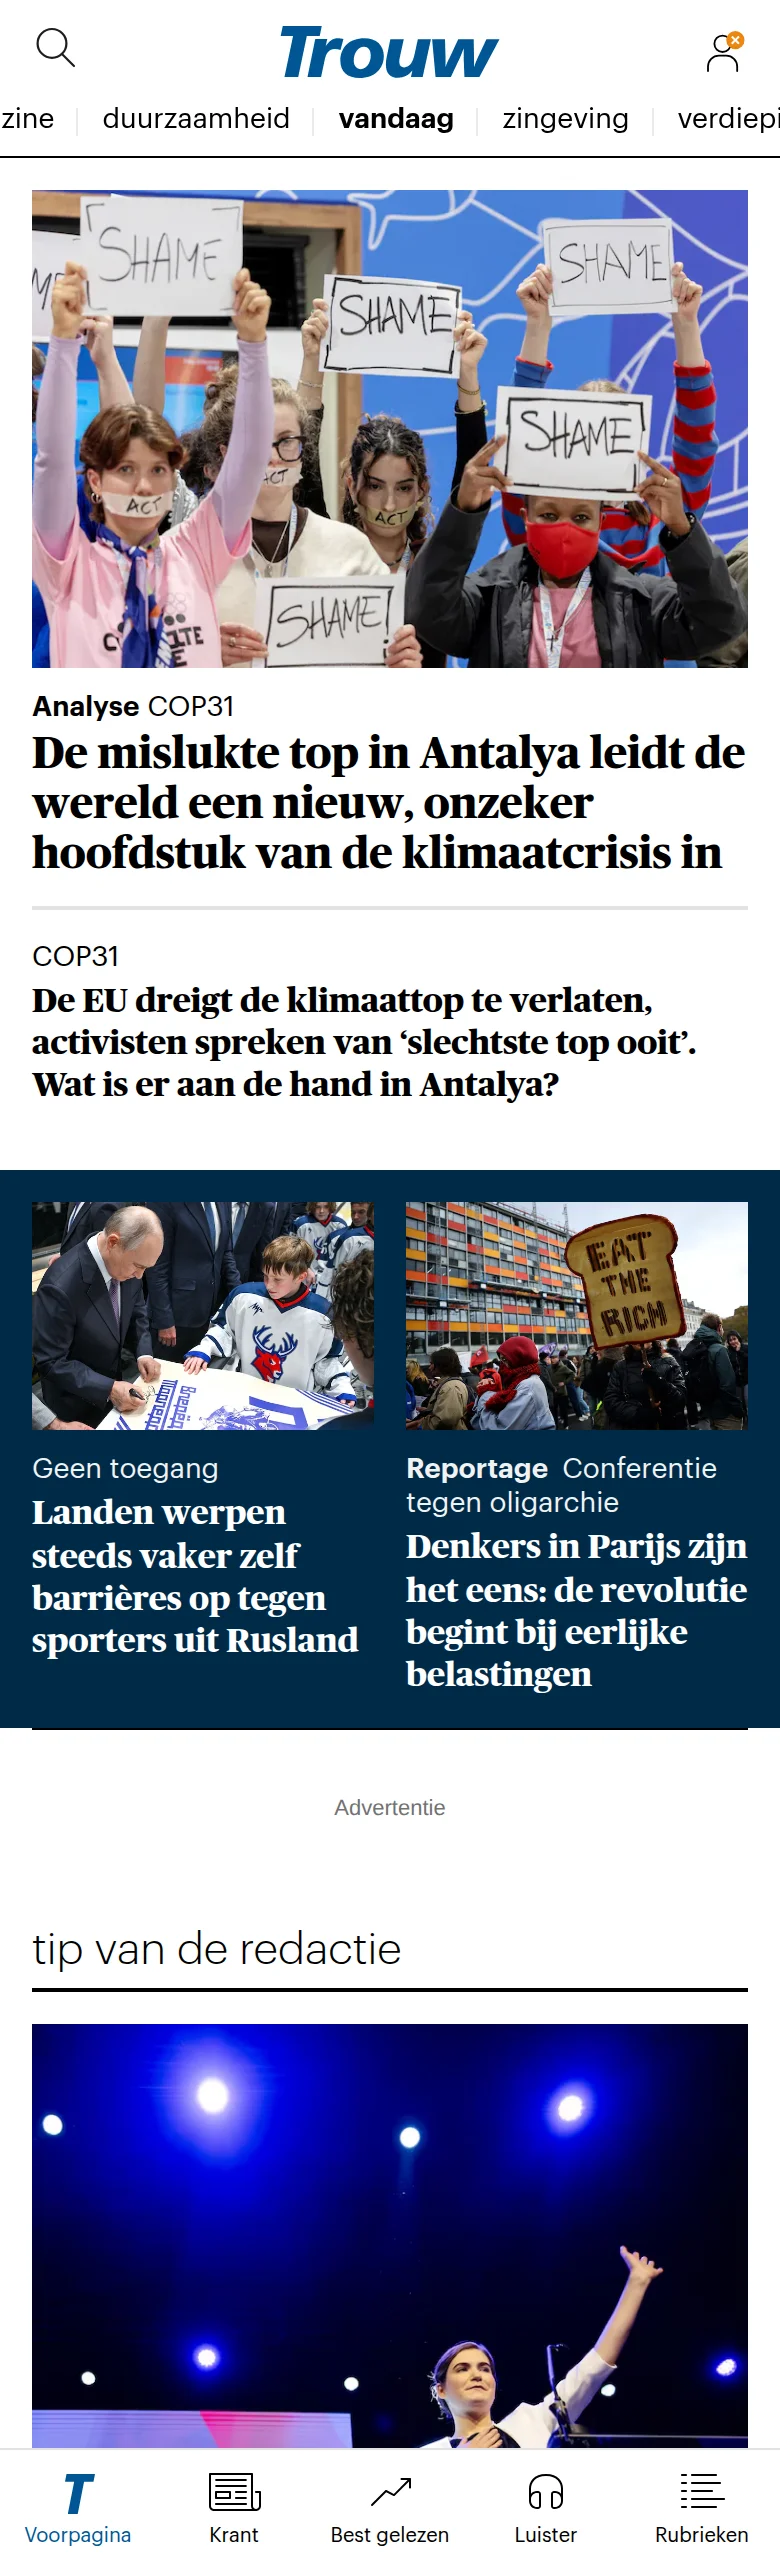 Trouw
zine
duurzaamheid
vandaag
zingeving
verdiepi
SHAME
SHAME
SHAME
SHAME
ACT
ACT
ACT
SHAME!
Analyse COP31
De mislukte top in Antalya leidt de
wereld een nieuw, onzeker
hoofdstuk van de klimaatcrisis in
COP31
De EU dreigt de klimaattop te verlaten,
activisten spreken van ‘slechtste top ooit’.
Wat is er aan de hand in Antalya?
Geen toegang
Landen werpen
steeds vaker zelf
barrières op tegen
sporters uit Rusland
EAT
THE
RICH
Reportage Conferentie
tegen oligarchie
Denkers in Parijs zijn
het eens: de revolutie
begint bij eerlijke
belastingen
Advertentie
tip van de redactie
T
Voorpagina
Krant
Best gelezen
Luister
Rubrieken